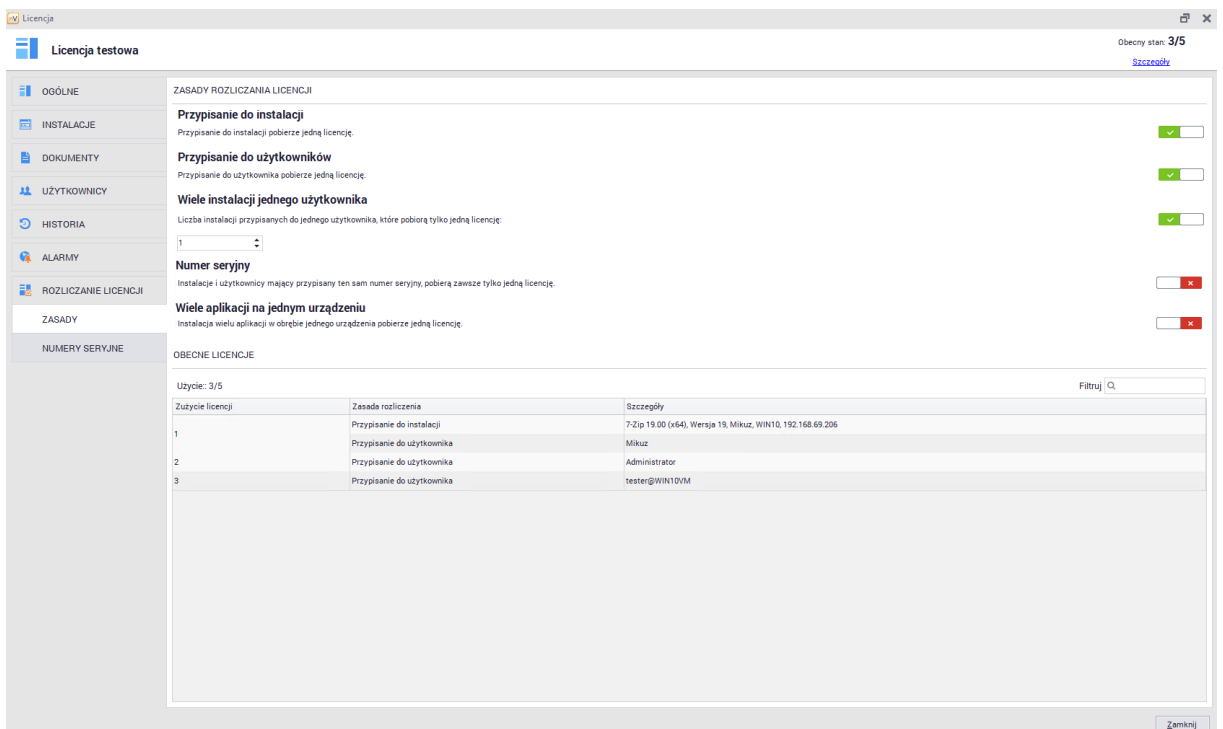 Licencja
Licencja testowa
Obecny stan: 3/5
Szczegóły
OGÓLNE
INSTALACJE
DOKUMENTY
UŻYTKOWNICY
HISTORIA
ALARMY
ROZLICZANIE LICENCJI
ZASADY
NUMERY SERYJNE
ZASADY ROZLICZANIA LICENCJI
Przypisanie do instalacji
Przypisanie do instalacji pobierze jedną licencję.
Przypisanie do użytkowników
Przypisanie do użytkownika pobierze jedną licencję.
Wiele instalacji jednego użytkownika
Liczba instalacji przypisanych do jednego użytkownika, które pobiorą tylko jedną licencję:
1
Numer seryjny
Instalacje i użytkownicy mający przypisany ten sam numer seryjny, pobierą zawsze tylko jedną licencję.
Wiele aplikacji na jednym urządzeniu
Instalacja wielu aplikacji w obrębie jednego urządzenia pobierze jedną licencję.
OBECNE LICENCJE
Użycie:: 3/5 Filtruj
Zużycie licencji Zasada rozliczenia Szczegóły
1 Przypisanie do instalacji 7-Zip 19.00 (x64), Wersja 19, Mikuz, WIN10, 192.168.69.206
Przypisanie do użytkownika Mikuz
2 Przypisanie do użytkownika Administrator
3 Przypisanie do użytkownika tester@WIN10VM
Zamknij